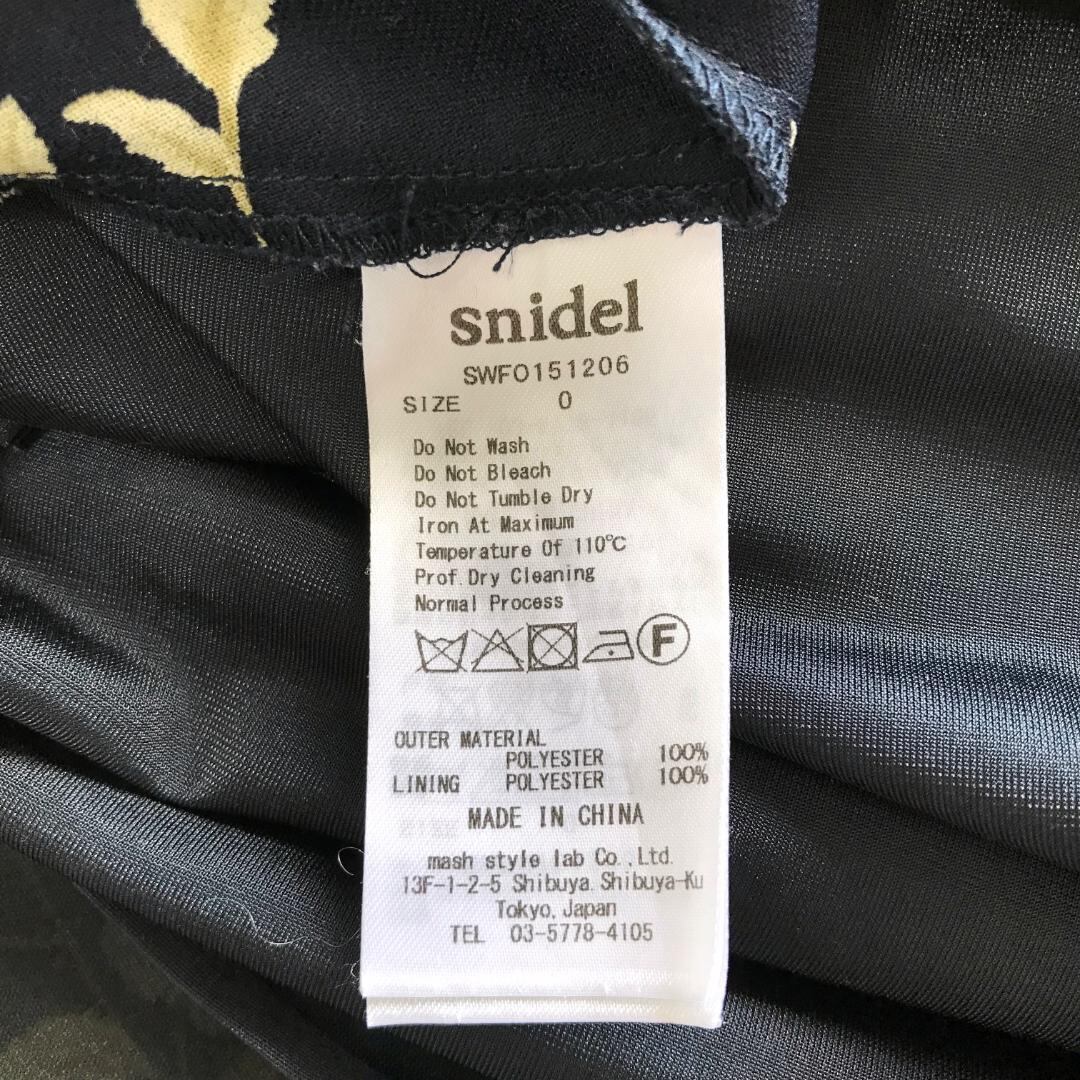 snidel
SWFO151206
SIZE 0
Do Not Wash
Do Not Bleach
Do Not Tumble Dry
Iron At Maximum
Temperature Of 110℃
Prof. Dry Cleaning
Normal Process
F
OUTER MATERIAL
POLYESTER 100%
LINING POLYESTER 100%
MADE IN CHINA
mash style lab Co.,Ltd.
13F-1-2-5 Shibuya. Shibuya-Ku
Tokyo, Japan
TEL 03-5778-4105